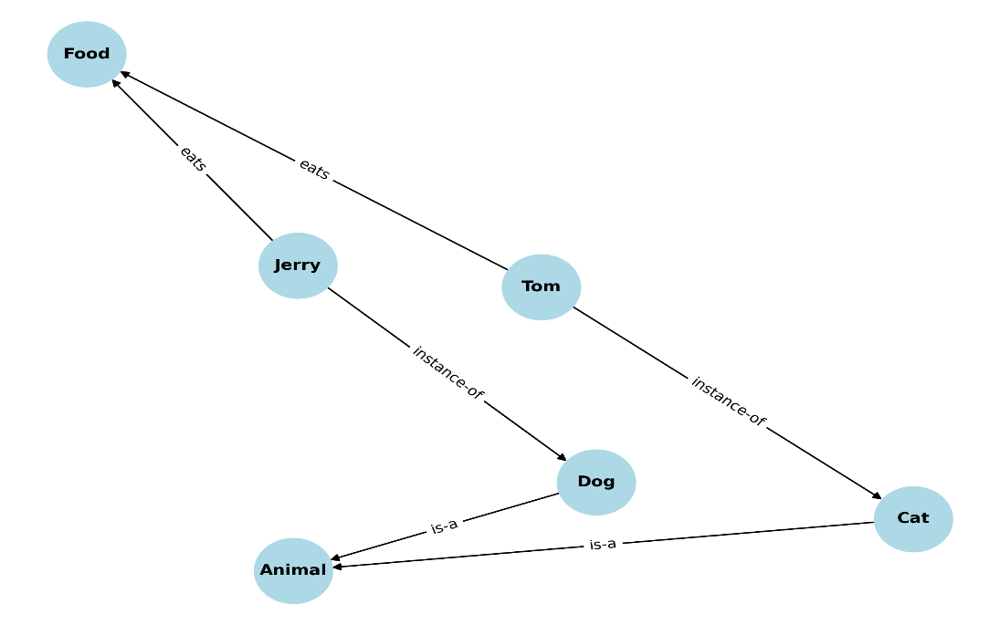 Food
eats
eats
Jerry
Tom
instance-of
instance-of
Dog
Cat
is-a
is-a
Animal